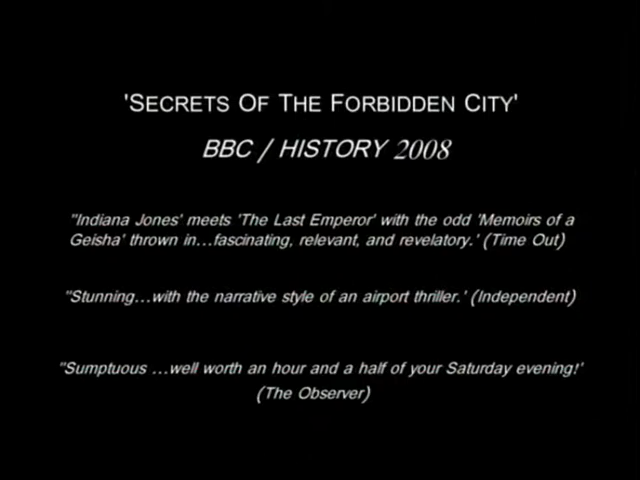 'SECRETS OF THE FORBIDDEN CITY'
BBC / HISTORY 2008
"Indiana Jones' meets 'The Last Emperor' with the odd 'Memoirs of a
Geisha' thrown in...fascinating, relevant, and revelatory.' (Time Out)
"Stunning...with the narrative style of an airport thriller.' (Independent)
"Sumptuous ...well worth an hour and a half of your Saturday evening!'
(The Observer)